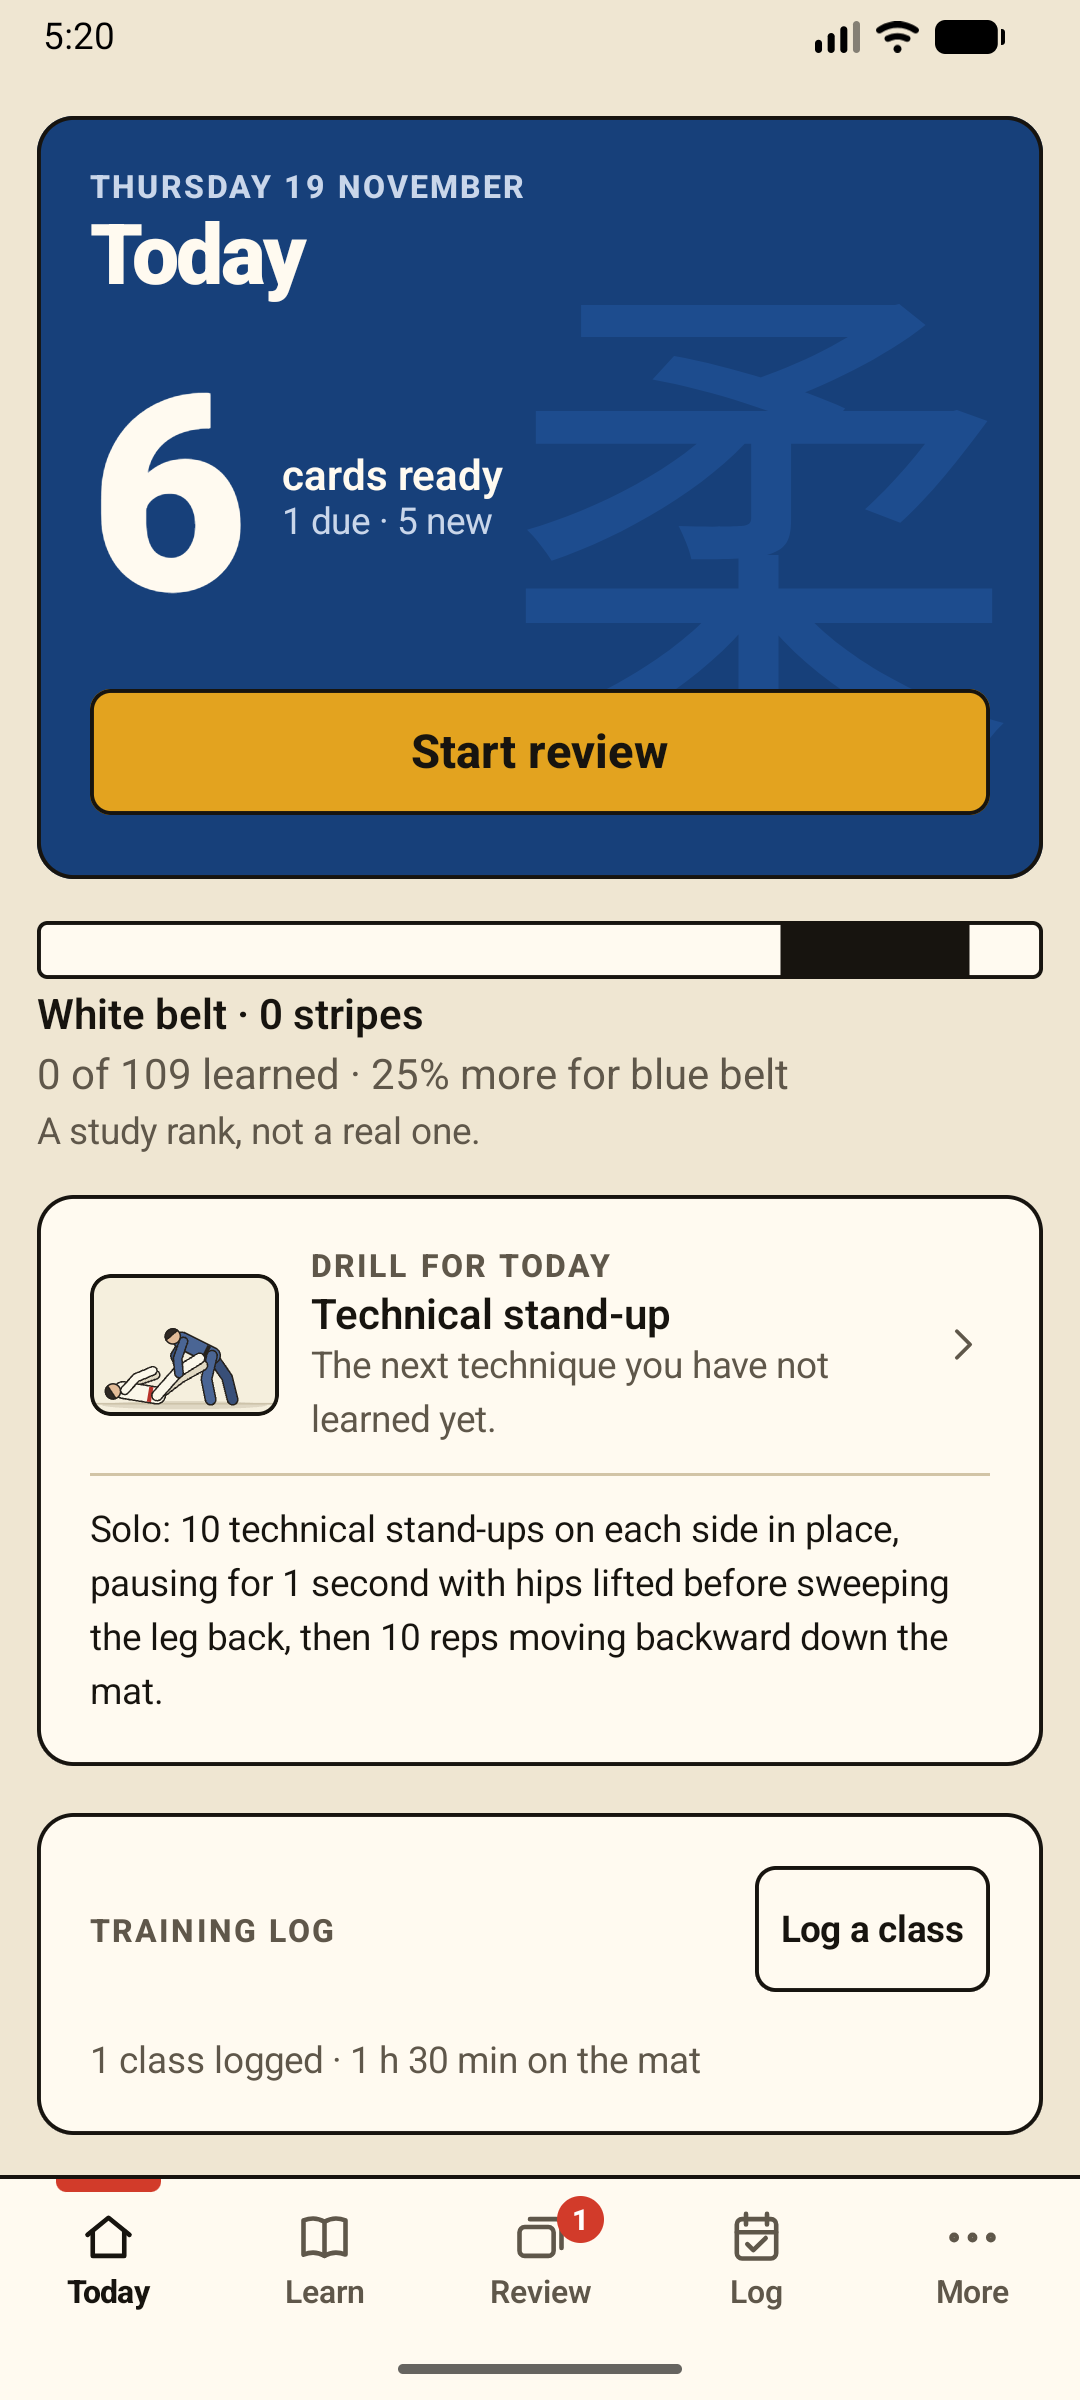 5:20
THURSDAY 19 NOVEMBER
Today
柔
6
cards ready
1 due · 5 new
Start review
White belt · 0 stripes
0 of 109 learned · 25% more for blue belt
A study rank, not a real one.
DRILL FOR TODAY
Technical stand-up
The next technique you have not
learned yet.
Solo: 10 technical stand-ups on each side in place,
pausing for 1 second with hips lifted before sweeping
the leg back, then 10 reps moving backward down the
mat.
TRAINING LOG
Log a class
1 class logged · 1 h 30 min on the mat
1
Today
Learn
Review
Log
More